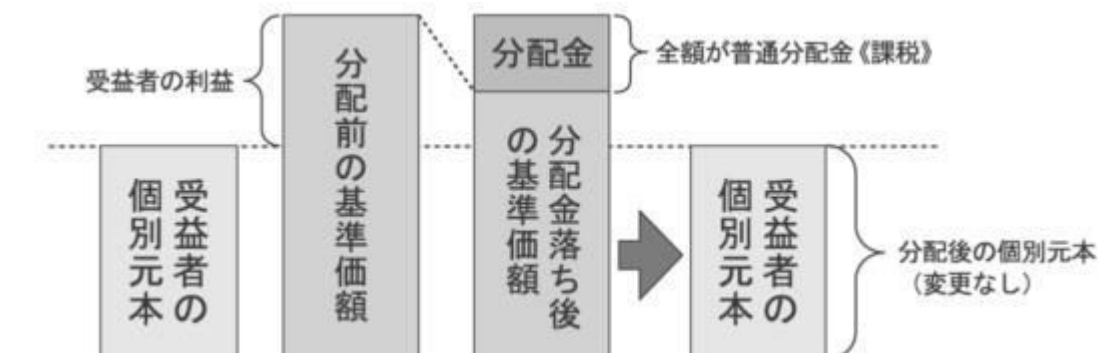 受益者の利益
受益者の
個別元本
分配前の基準価額
分配金
全額が普通分配金《課税》
分配金落ち後
の基準価額
受益者の
個別元本
分配後の個別元本
（変更なし）